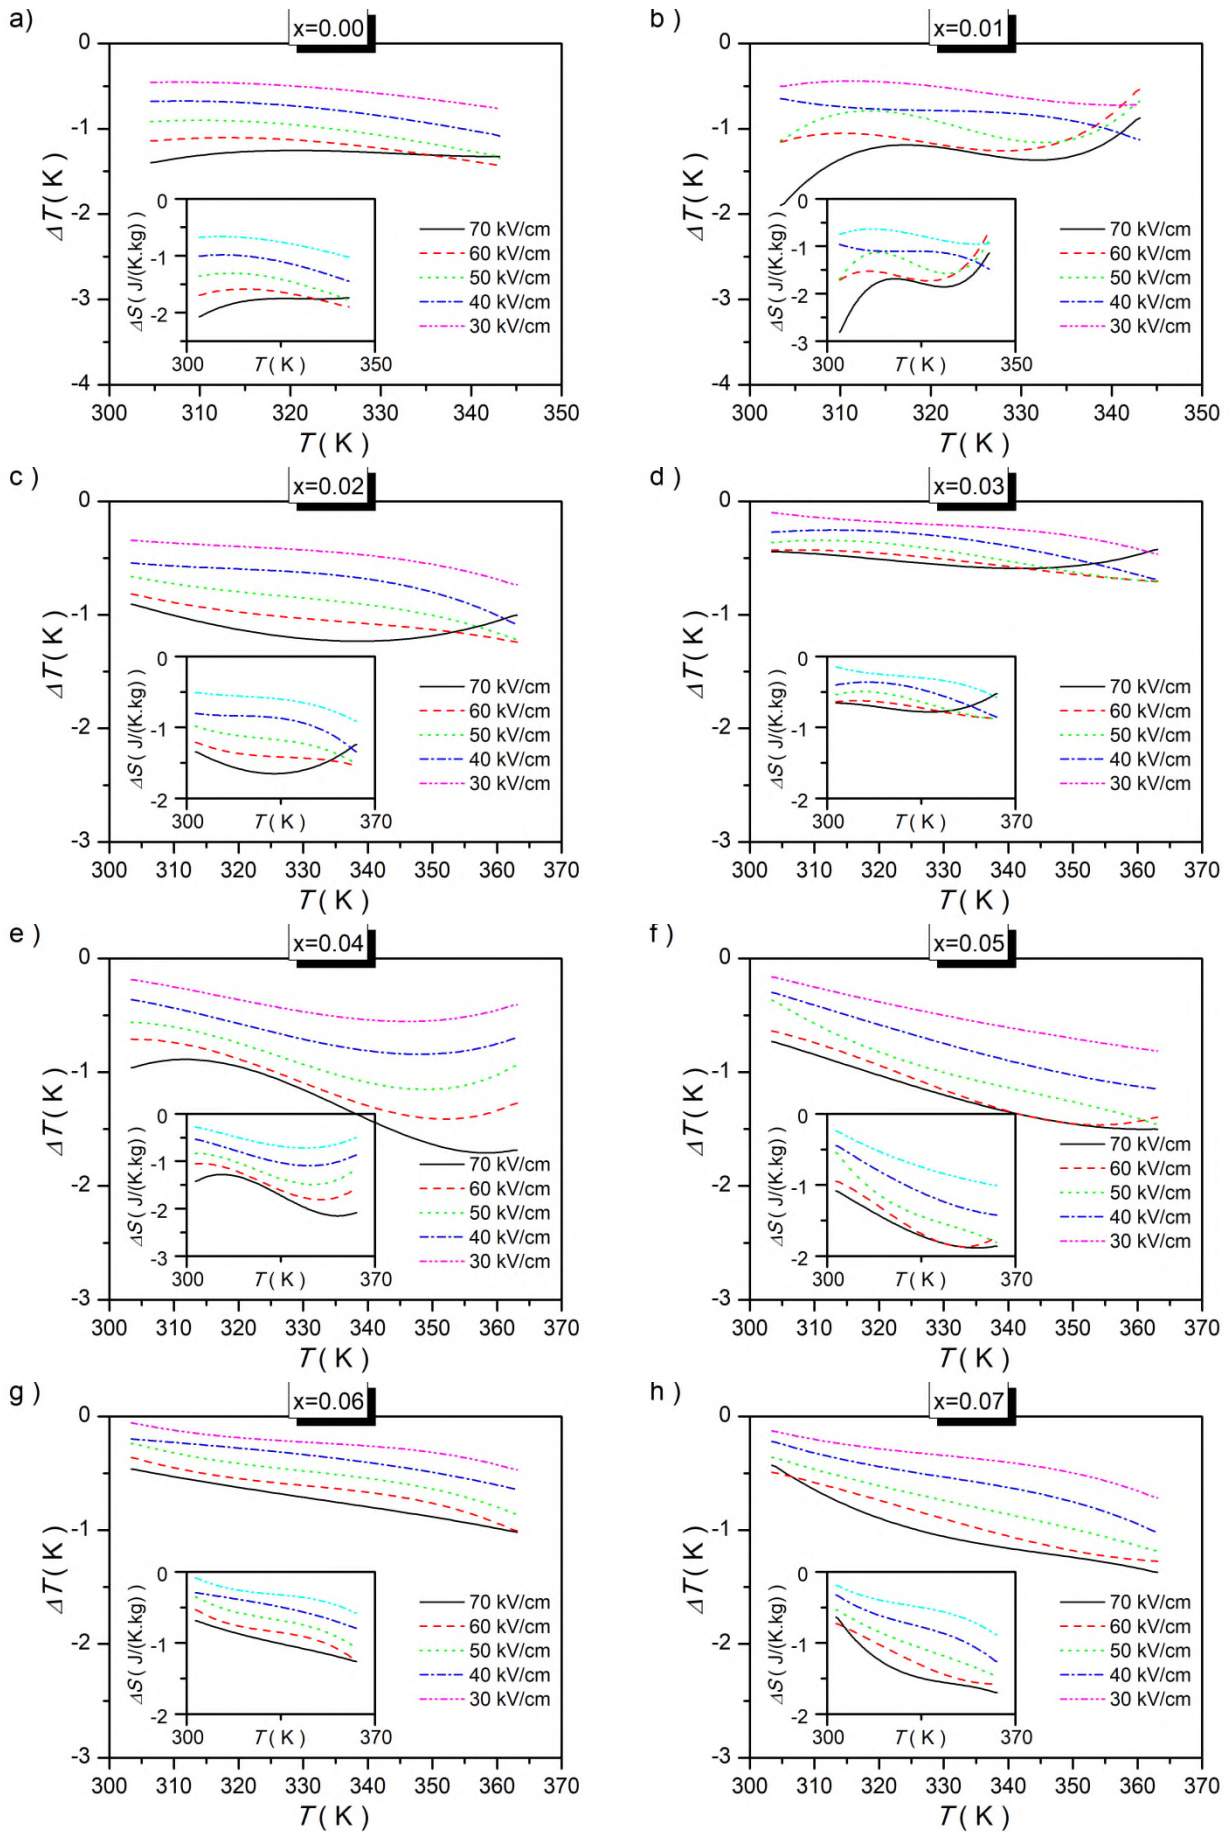 a)
x=0.00
0
-1
-2
-3
-4
ΔT( K )
300 310 320 330 340 350
T( K )
0
-1
-2
ΔS( J/(K.kg))
300 T( K ) 350
70 kV/cm
60 kV/cm
50 kV/cm
40 kV/cm
30 kV/cm
b)
x=0.01
0
-1
-2
-3
-4
ΔT( K )
300 310 320 330 340 350
T( K )
0
-1
-2
-3
ΔS( J/(K.kg))
300 T( K ) 350
70 kV/cm
60 kV/cm
50 kV/cm
40 kV/cm
30 kV/cm
c )
x=0.02
0
-1
-2
-3
ΔT( K )
300 310 320 330 340 350 360 370
T( K )
0
-1
-2
ΔS( J/(K.kg))
300 T( K ) 370
70 kV/cm
60 kV/cm
50 kV/cm
40 kV/cm
30 kV/cm
d )
x=0.03
0
-1
-2
-3
ΔT( K )
300 310 320 330 340 350 360 370
T( K )
0
-1
-2
ΔS( J/(K.kg))
300 T( K ) 370
70 kV/cm
60 kV/cm
50 kV/cm
40 kV/cm
30 kV/cm
e )
x=0.04
0
-1
-2
-3
ΔT( K )
300 310 320 330 340 350 360 370
T( K )
0
-1
-2
-3
ΔS( J/(K.kg))
300 T( K ) 370
70 kV/cm
60 kV/cm
50 kV/cm
40 kV/cm
30 kV/cm
f )
x=0.05
0
-1
-2
-3
ΔT( K )
300 310 320 330 340 350 360 370
T( K )
0
-1
-2
ΔS( J/(K.kg))
300 T( K ) 370
70 kV/cm
60 kV/cm
50 kV/cm
40 kV/cm
30 kV/cm
g )
x=0.06
0
-1
-2
-3
ΔT( K )
300 310 320 330 340 350 360 370
T( K )
0
-1
-2
ΔS( J/(K.kg))
300 T( K ) 370
70 kV/cm
60 kV/cm
50 kV/cm
40 kV/cm
30 kV/cm
h )
x=0.07
0
-1
-2
-3
ΔT( K )
300 310 320 330 340 350 360 370
T( K )
0
-1
-2
ΔS( J/(K.kg))
300 T( K ) 370
70 kV/cm
60 kV/cm
50 kV/cm
40 kV/cm
30 kV/cm